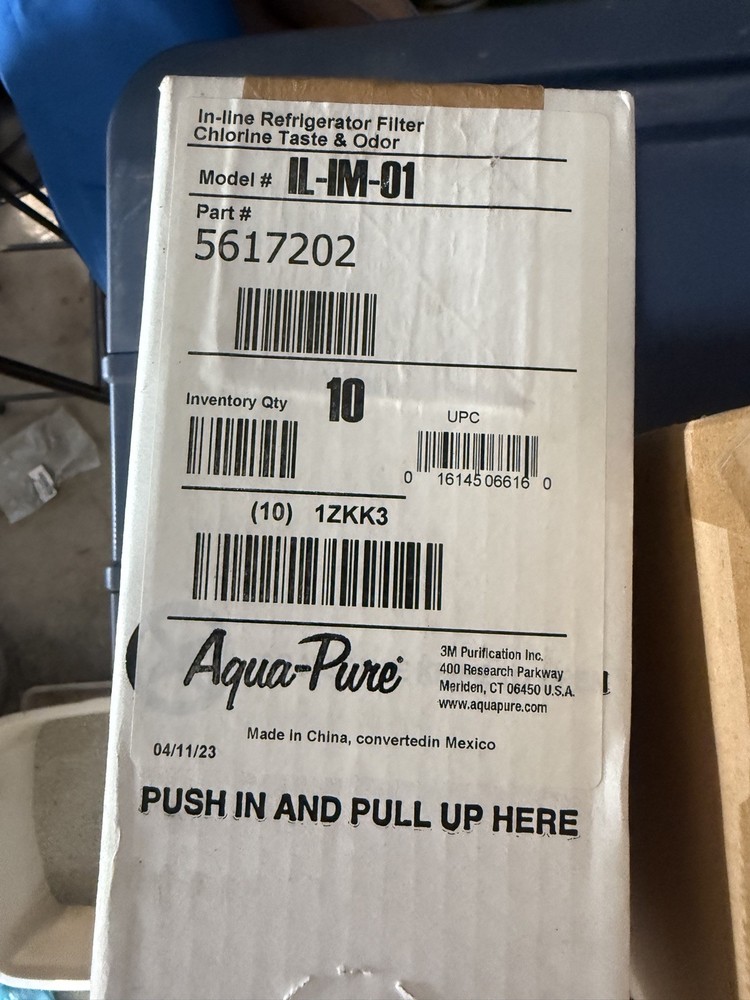 In-line Refrigerator Filter
Chlorine Taste & Odor
Model # IL-IM-01
Part #
5617202
Inventory Qty 10
UPC
0 16145 06616 0
(10) 1ZKK3
Aqua-Pure
3M Purification Inc.
400 Research Parkway
Meriden, CT 06450 U.S.A.
www.aquapure.com
Made in China, convertedin Mexico
04/11/23
PUSH IN AND PULL UP HERE